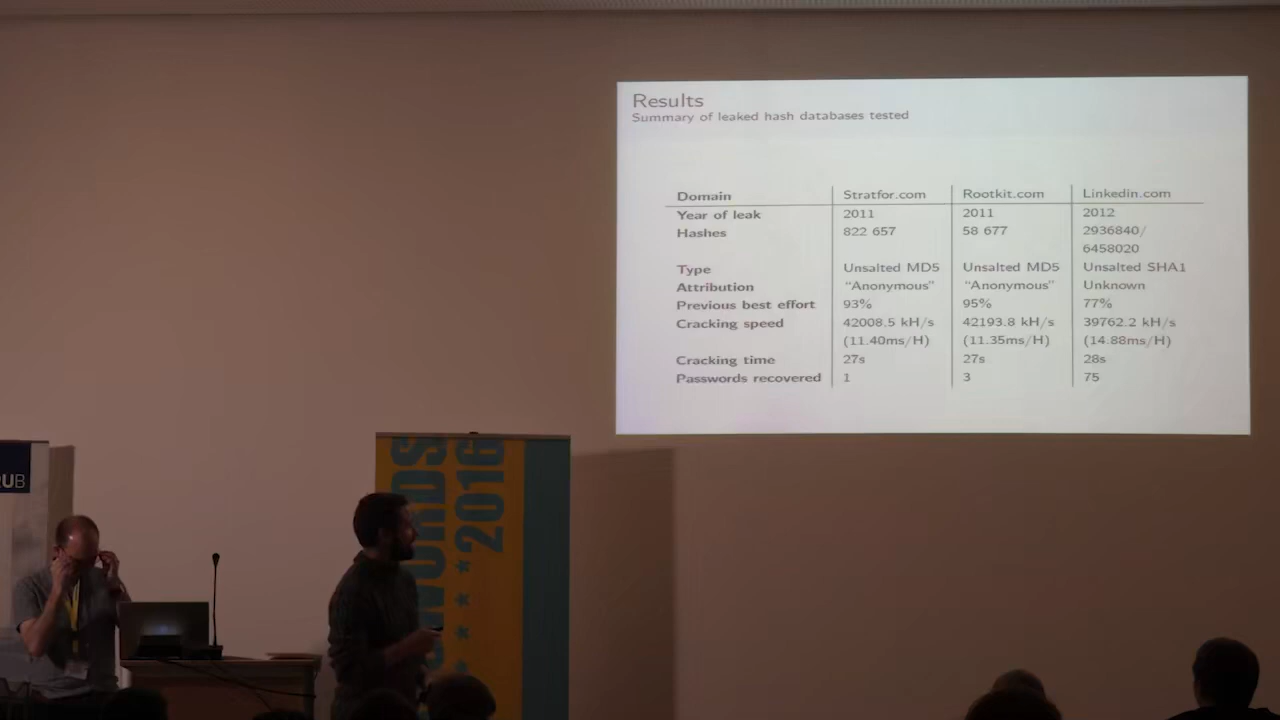 Results
Summary of leaked hash databases tested
Domain Stratfor.com Rootkit.com Linkedin.com
Year of leak 2011 2011 2012
Hashes 822 657 58 677 2936840/
6458020
Type Unsalted MD5 Unsalted MD5 Unsalted SHA1
Attribution “Anonymous” “Anonymous” Unknown
Previous best effort 93% 95% 77%
Cracking speed 42008.5 kH/s 42193.8 kH/s 39762.2 kH/s
(11.40ms/H) (11.35ms/H) (14.88ms/H)
Cracking time 27s 27s 28s
Passwords recovered 1 3 75
RUB
WORDS
2016